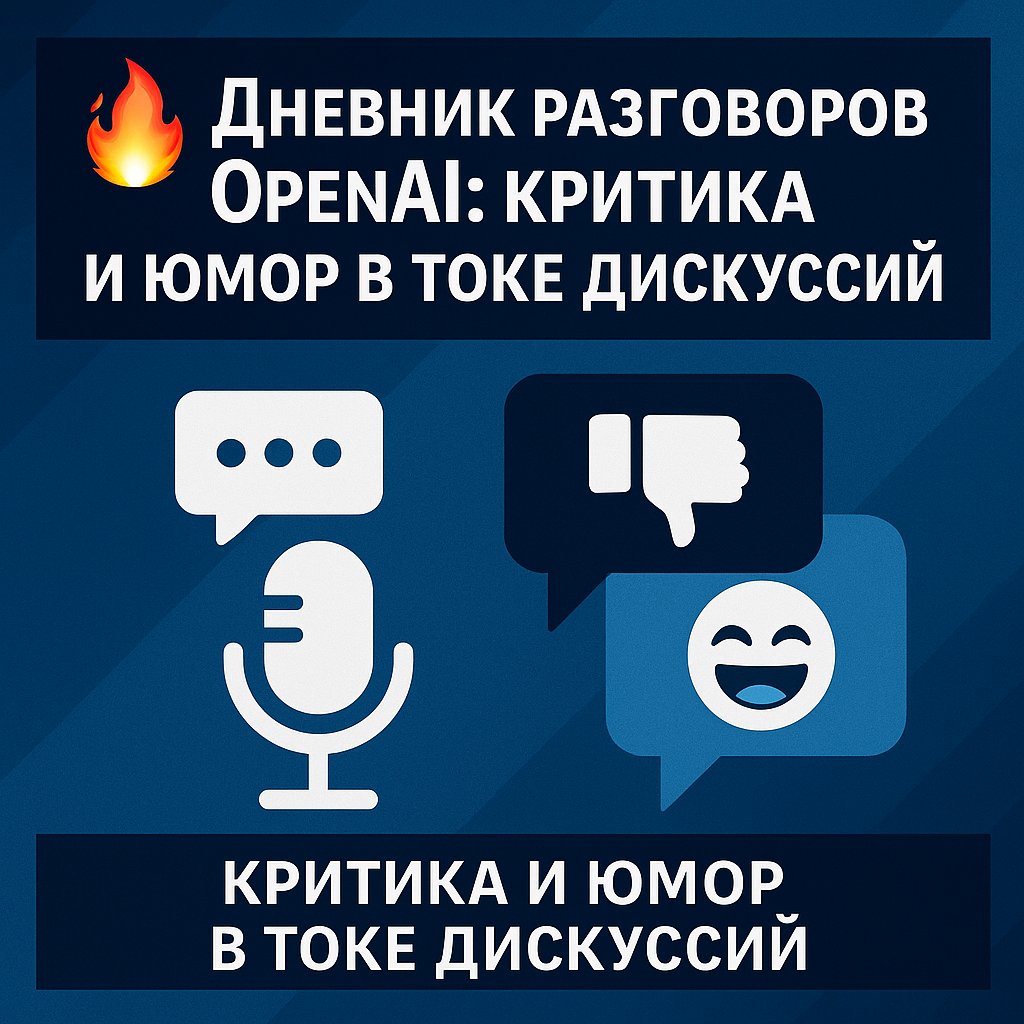 🔥 Дневник разговоров
OpenAI: критика
и юмор в токе дискуссий
КРИТИКА И ЮМОР
В ТОКЕ ДИСКУССИЙ